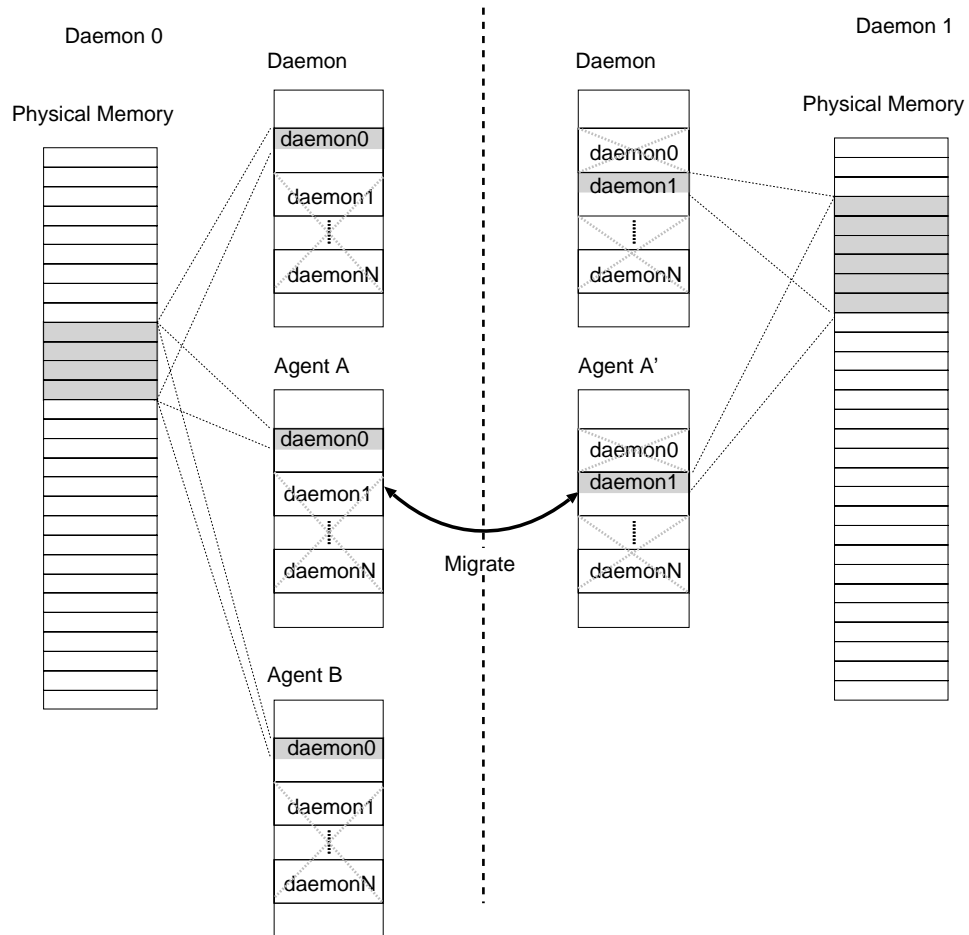 Daemon 0
Daemon 1
Daemon
Daemon
Physical Memory
Physical Memory
daemon0
daemon1
daemonN
daemon0
daemon1
daemonN
Agent A
Agent A'
daemon0
daemon1
daemonN
daemon0
daemon1
daemonN
Migrate
Agent B
daemon0
daemon1
daemonN